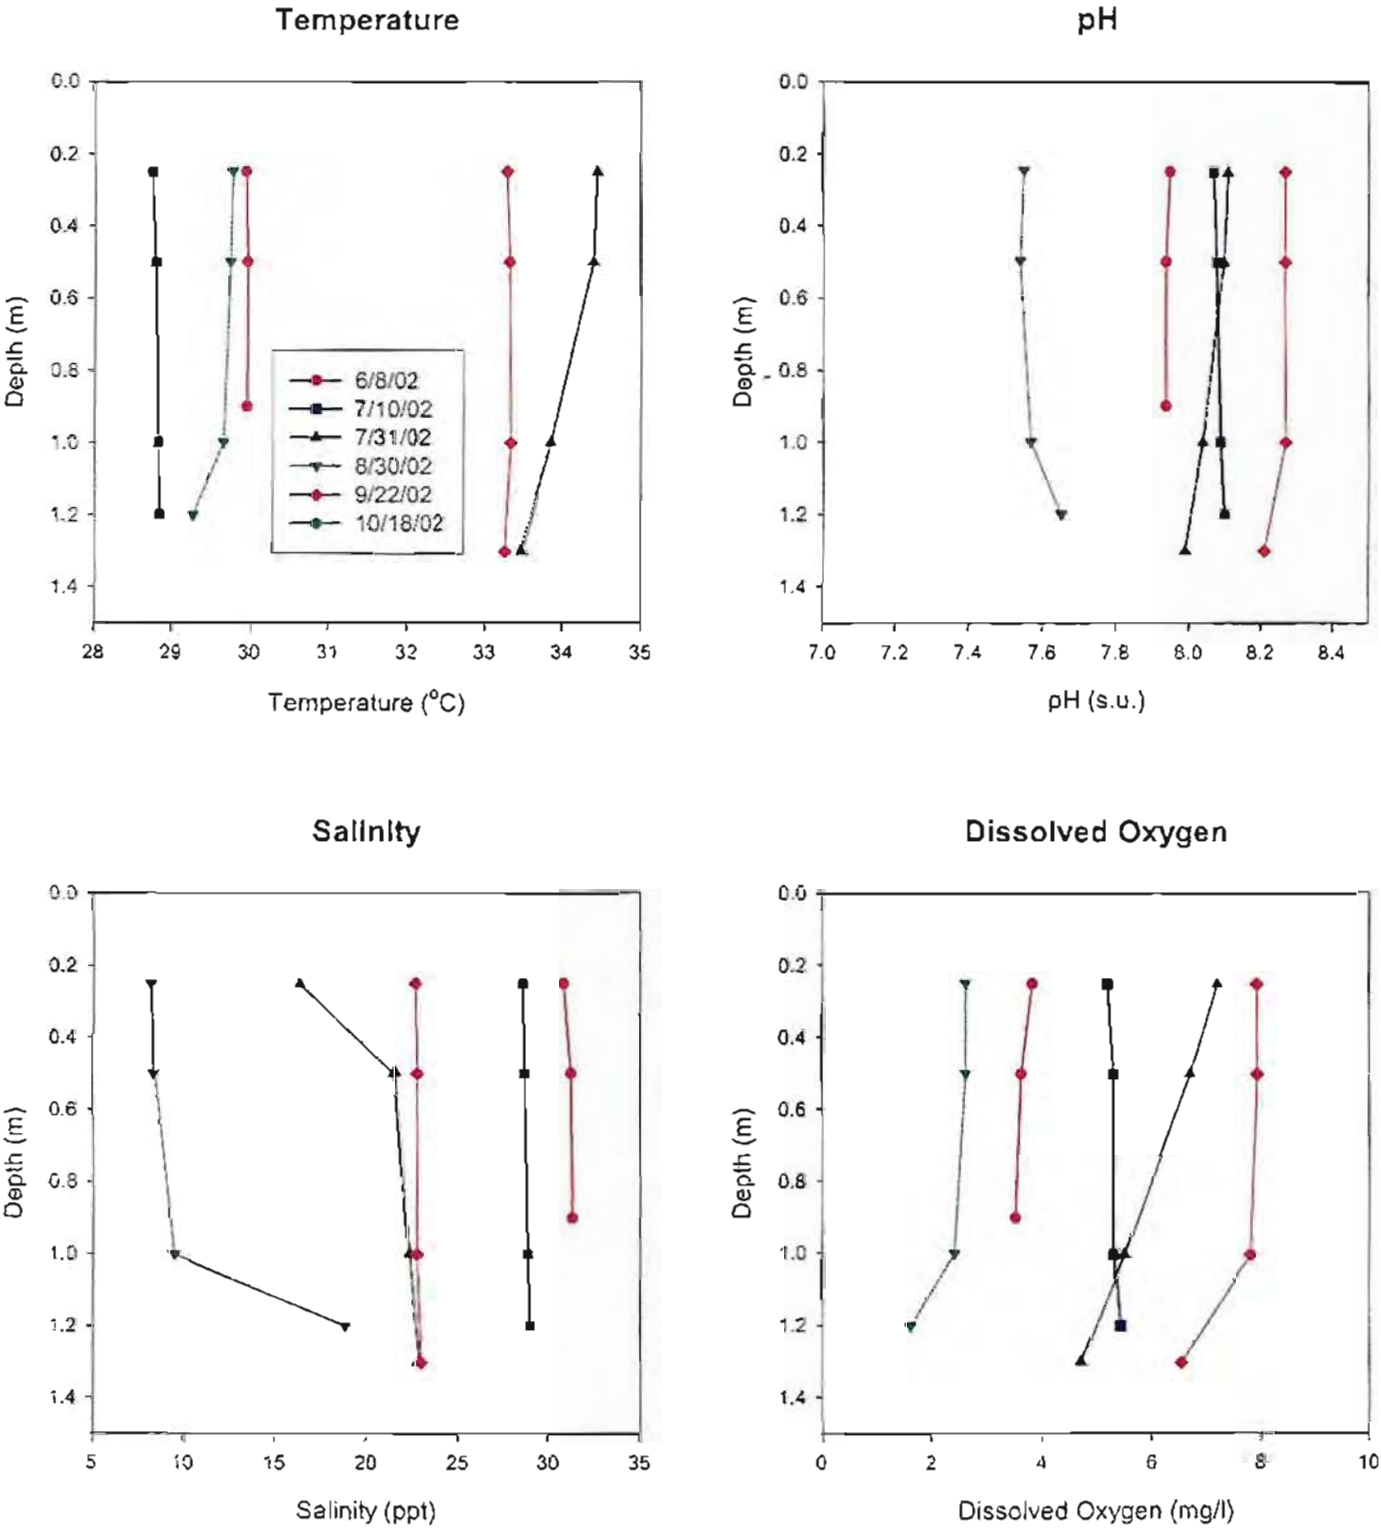 Temperature
0.0
0.2
0.4
0.6
0.8
1.0
1.2
1.4
Depth (m)
28 29 30 31 32 33 34 35
Temperature (°C)
6/8/02
7/10/02
7/31/02
8/30/02
9/22/02
10/18/02
pH
0.0
0.2
0.4
0.6
0.8
1.0
1.2
1.4
Depth (m)
7.0 7.2 7.4 7.6 7.8 8.0 8.2 8.4
pH (s.u.)
Salinity
0.0
0.2
0.4
0.6
0.8
1.0
1.2
1.4
Depth (m)
5 10 15 20 25 30 35
Salinity (ppt)
Dissolved Oxygen
0.0
0.2
0.4
0.6
0.8
1.0
1.2
1.4
Depth (m)
0 2 4 6 8 10
Dissolved Oxygen (mg/l)